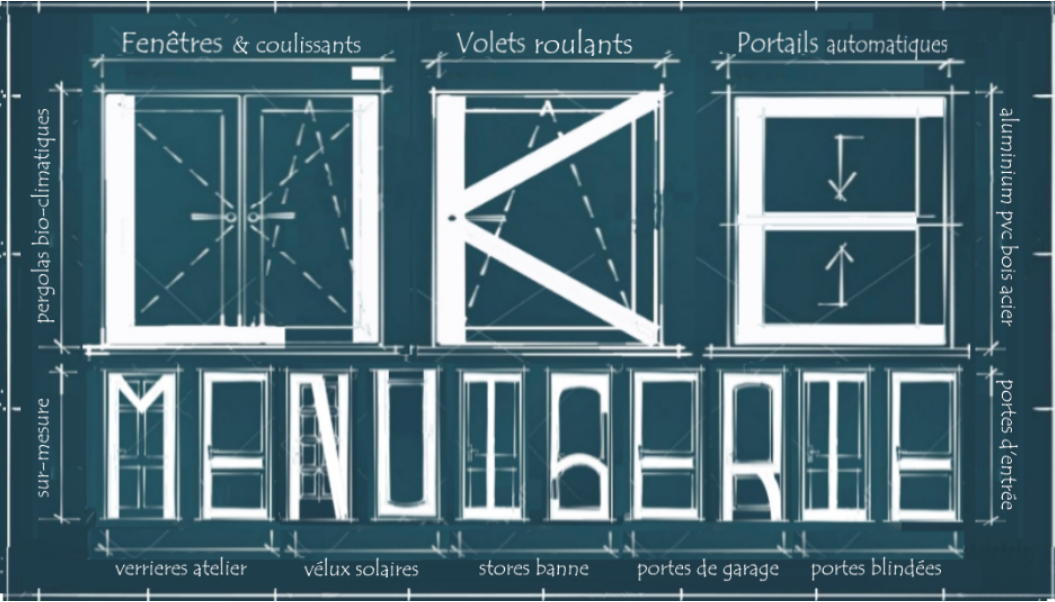 Fenêtres & coulissants Volets roulants Portails automatiques
pergolas bio-climatiques
LIKE
aluminium pvc bois acier
sur-mesure
MENUISERIE
portes d'entrée
verrieres atelier vélux solaires stores banne portes de garage portes blindées